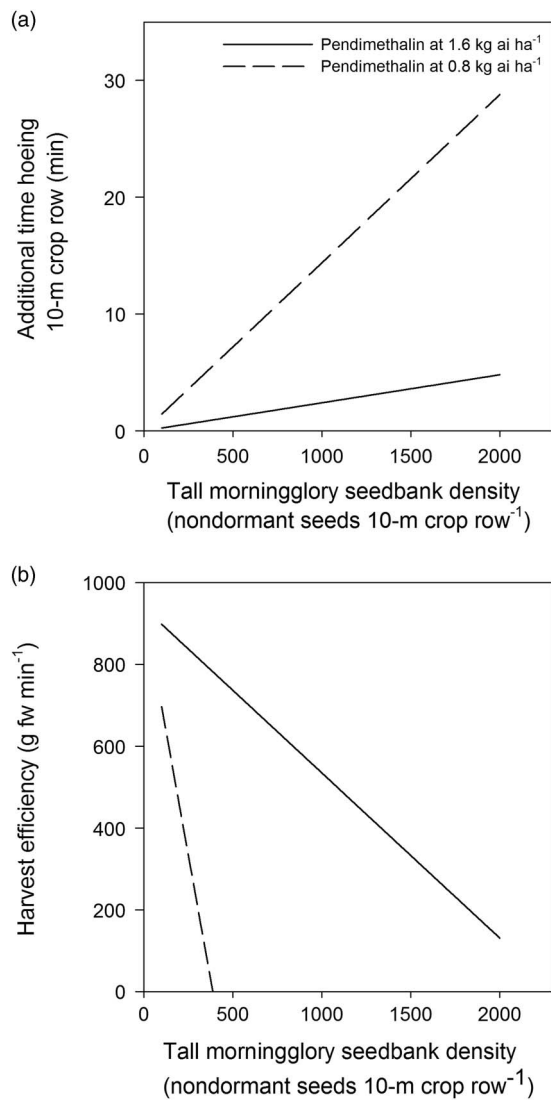 (a)
Pendimethalin at 1.6 kg ai ha⁻¹
Pendimethalin at 0.8 kg ai ha⁻¹
Additional time hoeing
10-m crop row (min)
30
20
10
0
0 500 1000 1500 2000
Tall morningglory seedbank density
(nondormant seeds 10-m crop row⁻¹)
(b)
Harvest efficiency (g fw min⁻¹)
1000
800
600
400
200
0
0 500 1000 1500 2000
Tall morningglory seedbank density
(nondormant seeds 10-m crop row⁻¹)